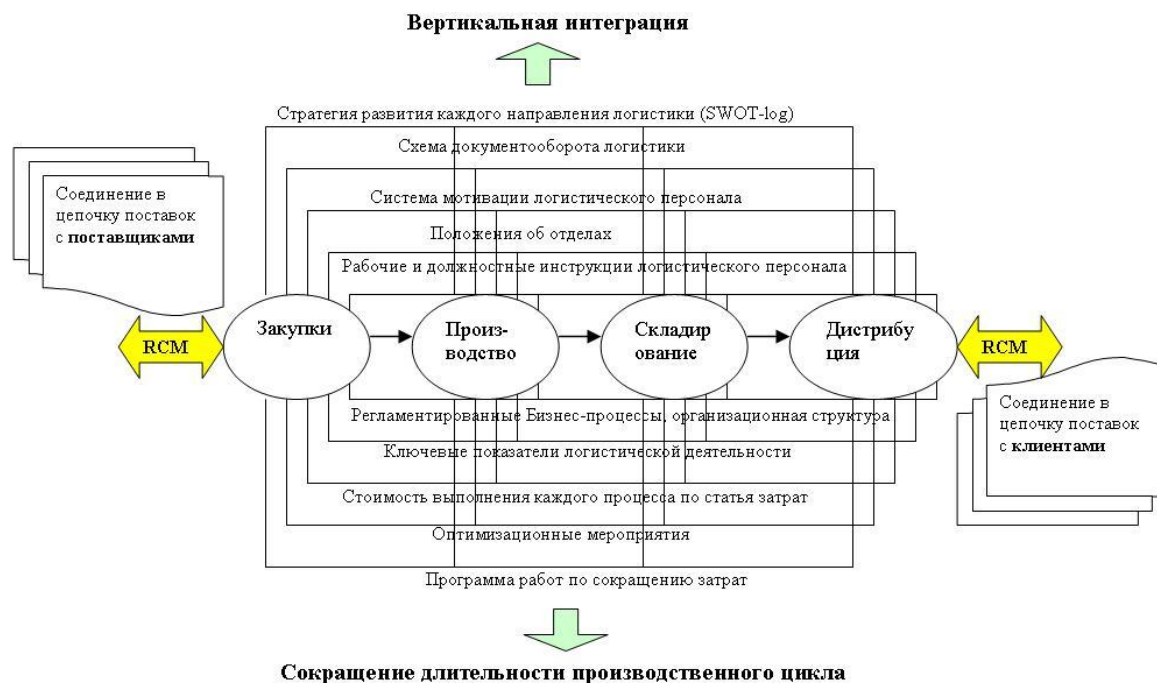 Вертикальная интеграция
Стратегия развития каждого направления логистики (SWOT-log)
Схема документооборота логистики
Система мотивации логистического персонала
Положения об отделах
Рабочие и должностные инструкции логистического персонала
Соединение в
цепочку поставок
с поставщиками
RCM
Закупки
Произ-
водство
Складир
ование
Дистрибу
ция
RCM
Соединение в
цепочку поставок
с клиентами
Регламентированные Бизнес-процессы, организационная структура
Ключевые показатели логистической деятельности
Стоимость выполнения каждого процесса по статья затрат
Оптимизационные мероприятия
Программа работ по сокращению затрат
Сокращение длительности производственного цикла